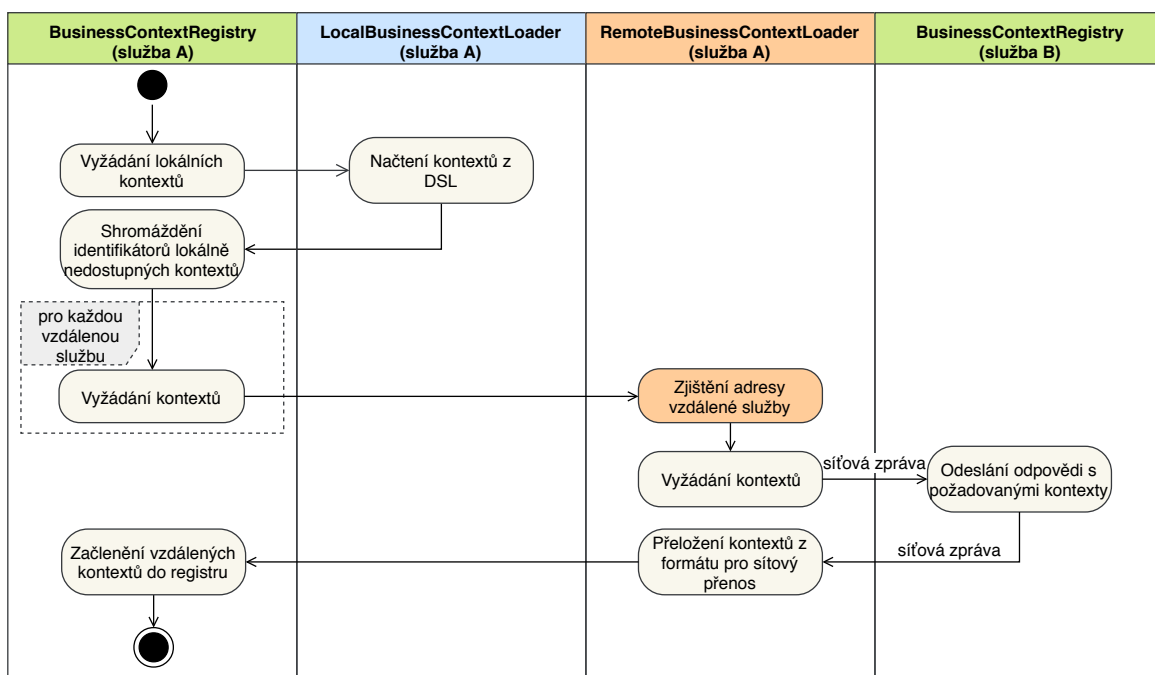 BusinessContextRegistry
(služba A)
LocalBusinessContextLoader
(služba A)
RemoteBusinessContextLoader
(služba A)
BusinessContextRegistry
(služba B)
Vyžádání lokálních
kontextů
Načtení kontextů z
DSL
Shromáždění
identifikátorů lokálně
nedostupných kontextů
pro každou
vzdálenou
službu
Vyžádání kontextů
Zjištění adresy
vzdálené služby
Vyžádání kontextů
síťová zpráva
Odeslání odpovědi s
požadovanými kontexty
síťová zpráva
Přeložení kontextů z
formátu pro sítový
přenos
Začlenění vzdálených
kontextů do registru